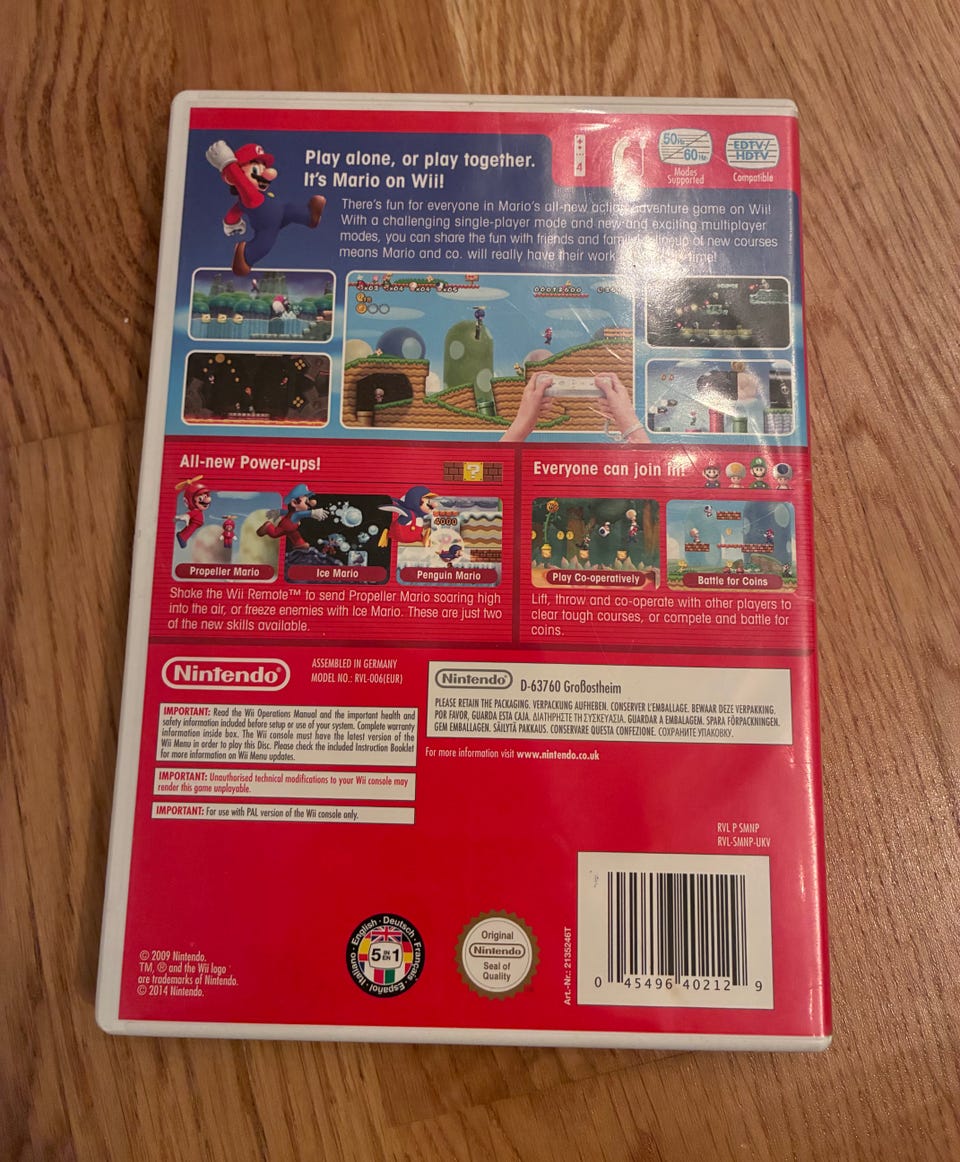 Play alone, or play together.
It's Mario on Wii!
4
50Hz
60Hz
Modes
Supported
EDTV/
HDTV
Compatible
There's fun for everyone in Mario's all-new action adventure game on Wii!
With a challenging single-player mode and new and exciting multiplayer
modes, you can share the fun with friends and family. of new courses
means Mario and co. will really have their work time!
All-new Power-ups!
?
Propeller Mario
Ice Mario
4000
Penguin Mario
Shake the Wii Remote™ to send Propeller Mario soaring high
into the air, or freeze enemies with Ice Mario. These are just two
of the new skills available.
Everyone can join in!
Play Co-operatively
Battle for Coins
Lift, throw and co-operate with other players to
clear tough courses, or compete and battle for
coins.
Nintendo®
ASSEMBLED IN GERMANY
MODEL NO.: RVL-006(EUR)
IMPORTANT: Read the Wii Operations Manual and the important health and
safety information included before setup or use of your system. Complete warranty
information inside box. The Wii console must have the latest version of the
Wii Menu in order to play this Disc. Please check the included Instruction Booklet
for more information on Wii Menu updates.
IMPORTANT: Unauthorised technical modifications to your Wii console may
render this game unplayable.
IMPORTANT: For use with PAL version of the Wii console only.
Nintendo® D-63760 Großostheim
PLEASE RETAIN THE PACKAGING. VERPACKUNG AUFHEBEN. CONSERVER L'EMBALLAGE. BEWAAR DEZE VERPAKKING.
POR FAVOR, GUARDA ESTA CAJA. ΔΙΑΤΗΡΗΣΤΕ ΤΗ ΣΥΣΚΕΥΑΣΙΑ. GUARDAR A EMBALAGEM. SPARA FÖRPACKNINGEN.
GEM EMBALLAGEN. SÄILYTÄ PAKKAUS. CONSERVARE QUESTA CONFEZIONE. СОХРАНИТЕ УПАКОВКУ.
For more information visit www.nintendo.co.uk
RVL P SMNP
RVL-SMNP-UKV
© 2009 Nintendo.
TM, ® and the Wii logo
are trademarks of Nintendo.
© 2014 Nintendo.
English · Deutsch · Français · Español · Italiano
5 IN EN 1
Original
Nintendo
Seal of
Quality
Art.-Nr.: 2135246T
0 45496 40212 9